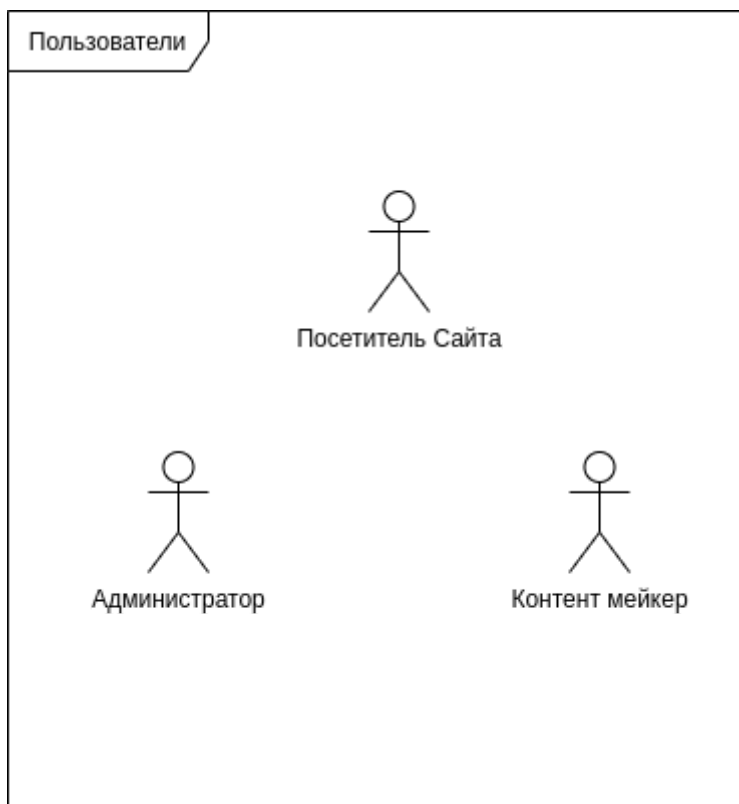 Пользователи
Посетитель Сайта
Администратор
Контент мейкер